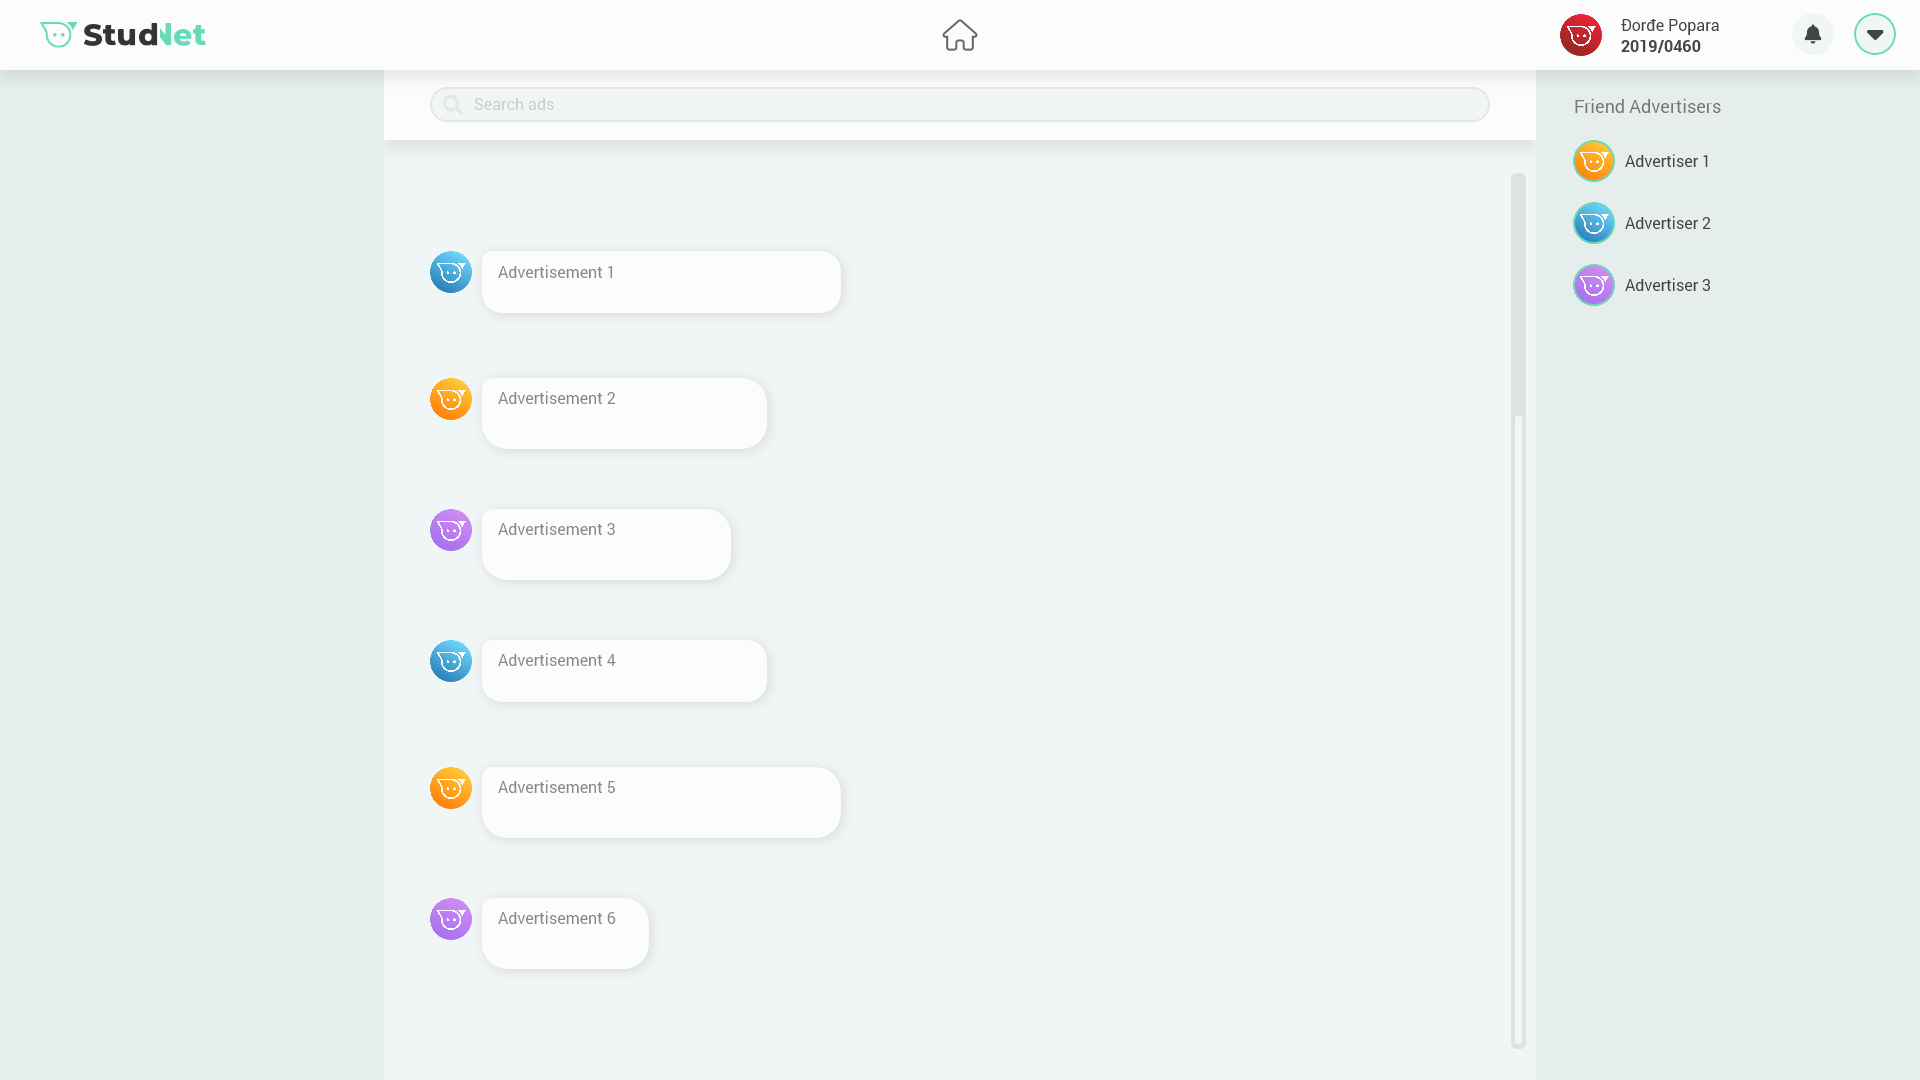 StudNet
Đorđe Popara
2019/0460
Search ads
Friend Advertisers
Advertiser 1
Advertiser 2
Advertiser 3
Advertisement 1
Advertisement 2
Advertisement 3
Advertisement 4
Advertisement 5
Advertisement 6